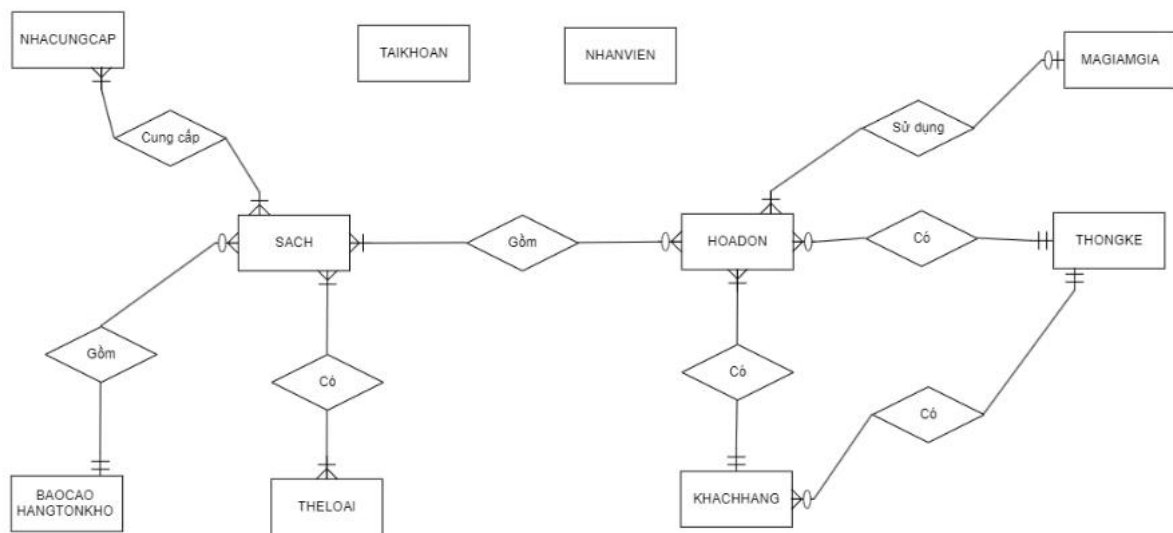 NHACUNGCAP
TAIKHOAN
NHANVIEN
MAGIAMGIA
Cung cấp
Sử dụng
SACH
Gồm
HOADON
Có
THONGKE
Gồm
Có
Có
Có
BAOCAO
HANGTONKHO
THELOAI
KHACHHANG